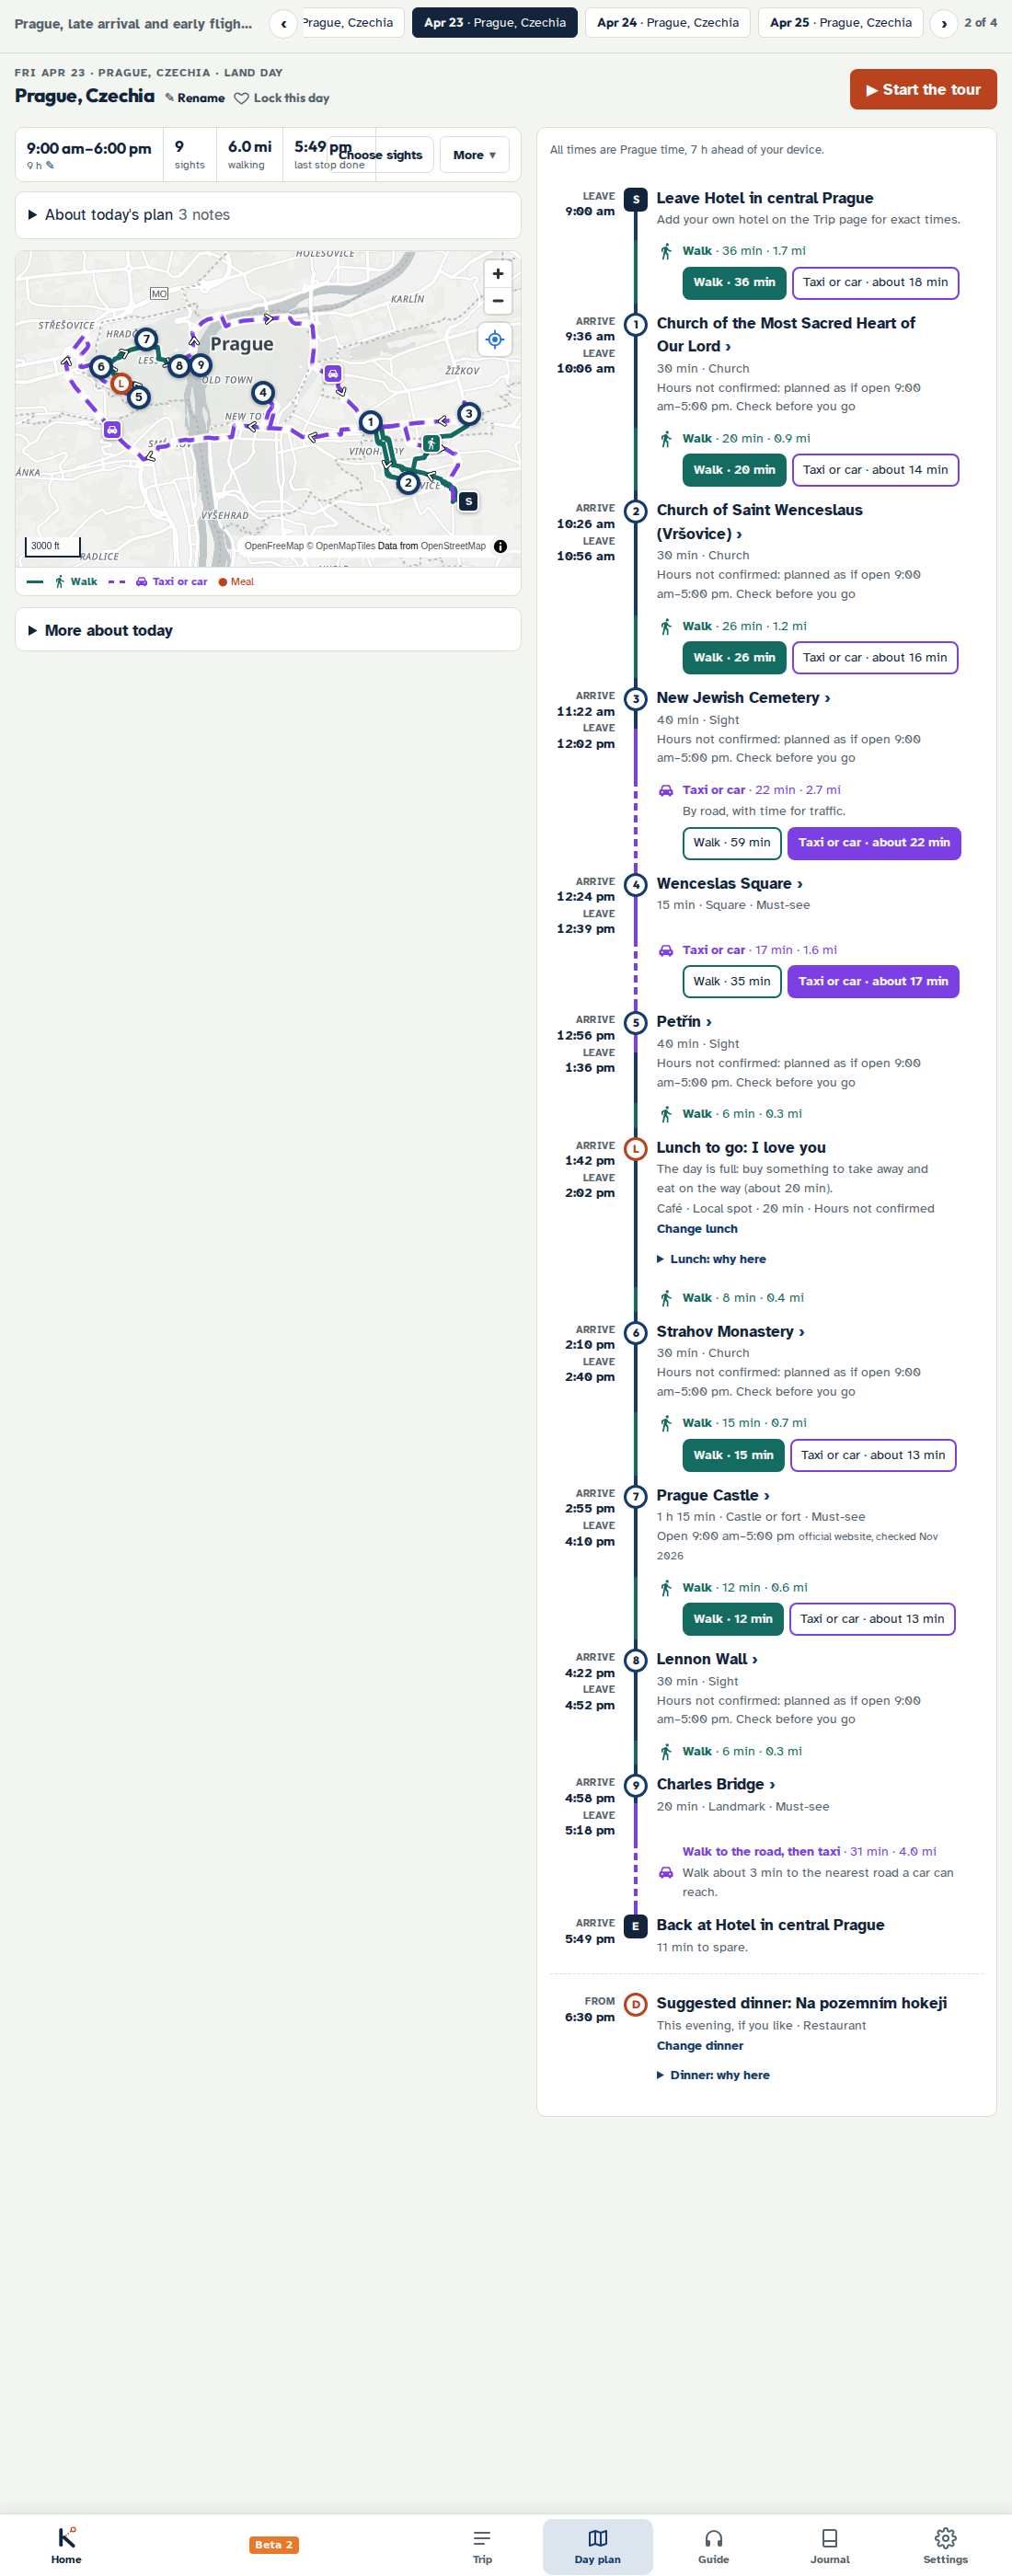 Prague, late arrival and early fligh...
‹
Prague, Czechia
Apr 23 · Prague, Czechia
Apr 24 · Prague, Czechia
Apr 25 · Prague, Czechia
›
2 of 4
FRI APR 23 · PRAGUE, CZECHIA · LAND DAY
Prague, Czechia
✎ Rename
Lock this day
▶ Start the tour
9:00 am–6:00 pm
9 h ✎
9
sights
6.0 mi
walking
5:49 pm
last stop done
Choose sights
More ▾
▶ About today's plan 3 notes
HOLEŠOVICE
MO
KARLÍN
STŘEŠOVICE
Prague
OLD TOWN
ŽIŽKOV
VYŠEHRAD
7
6
8
9
L
5
4
1
3
2
S
+
−
3000 ft
RADLICE
OpenFreeMap © OpenMapTiles Data from OpenStreetMap
Walk
Taxi or car
Meal
▶ More about today
All times are Prague time, 7 h ahead of your device.
LEAVE
9:00 am
S
Leave Hotel in central Prague
Add your own hotel on the Trip page for exact times.
Walk · 36 min · 1.7 mi
Walk · 36 min
Taxi or car · about 18 min
ARRIVE
9:36 am
LEAVE
10:06 am
1
Church of the Most Sacred Heart of
Our Lord ›
30 min · Church
Hours not confirmed: planned as if open 9:00
am–5:00 pm. Check before you go
Walk · 20 min · 0.9 mi
Walk · 20 min
Taxi or car · about 14 min
ARRIVE
10:26 am
LEAVE
10:56 am
2
Church of Saint Wenceslaus
(Vršovice) ›
30 min · Church
Hours not confirmed: planned as if open 9:00
am–5:00 pm. Check before you go
Walk · 26 min · 1.2 mi
Walk · 26 min
Taxi or car · about 16 min
ARRIVE
11:22 am
LEAVE
12:02 pm
3
New Jewish Cemetery ›
40 min · Sight
Hours not confirmed: planned as if open 9:00
am–5:00 pm. Check before you go
Taxi or car · 22 min · 2.7 mi
By road, with time for traffic.
Walk · 59 min
Taxi or car · about 22 min
ARRIVE
12:24 pm
LEAVE
12:39 pm
4
Wenceslas Square ›
15 min · Square · Must-see
Taxi or car · 17 min · 1.6 mi
Walk · 35 min
Taxi or car · about 17 min
ARRIVE
12:56 pm
LEAVE
1:36 pm
5
Petřín ›
40 min · Sight
Hours not confirmed: planned as if open 9:00
am–5:00 pm. Check before you go
Walk · 6 min · 0.3 mi
ARRIVE
1:42 pm
LEAVE
2:02 pm
L
Lunch to go: I love you
The day is full: buy something to take away and
eat on the way (about 20 min).
Café · Local spot · 20 min · Hours not confirmed
Change lunch
▶ Lunch: why here
Walk · 8 min · 0.4 mi
ARRIVE
2:10 pm
LEAVE
2:40 pm
6
Strahov Monastery ›
30 min · Church
Hours not confirmed: planned as if open 9:00
am–5:00 pm. Check before you go
Walk · 15 min · 0.7 mi
Walk · 15 min
Taxi or car · about 13 min
ARRIVE
2:55 pm
LEAVE
4:10 pm
7
Prague Castle ›
1 h 15 min · Castle or fort · Must-see
Open 9:00 am–5:00 pm official website, checked Nov
2026
Walk · 12 min · 0.6 mi
Walk · 12 min
Taxi or car · about 13 min
ARRIVE
4:22 pm
LEAVE
4:52 pm
8
Lennon Wall ›
30 min · Sight
Hours not confirmed: planned as if open 9:00
am–5:00 pm. Check before you go
Walk · 6 min · 0.3 mi
ARRIVE
4:58 pm
LEAVE
5:18 pm
9
Charles Bridge ›
20 min · Landmark · Must-see
Walk to the road, then taxi · 31 min · 4.0 mi
Walk about 3 min to the nearest road a car can
reach.
ARRIVE
5:49 pm
E
Back at Hotel in central Prague
11 min to spare.
FROM
6:30 pm
D
Suggested dinner: Na pozemním hokeji
This evening, if you like · Restaurant
Change dinner
▶ Dinner: why here
Home
Beta 2
Trip
Day plan
Guide
Journal
Settings